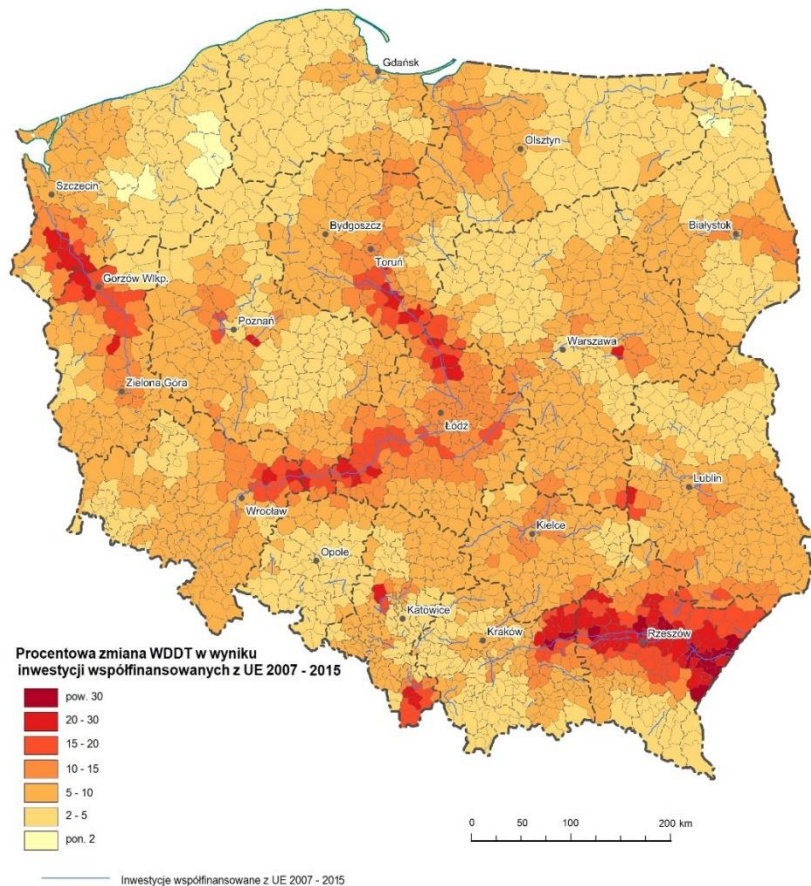 Gdańsk
Olsztyn
Szczecin
Bydgoszcz
Białystok
Toruń
Gorzów Wlkp.
Poznań
Warszawa
Zielona Góra
Łódź
Lublin
Wrocław
Kielce
Opole
Katowice
Kraków
Rzeszów
Procentowa zmiana WDDT w wyniku
inwestycji współfinansowanych z UE 2007 - 2015
pow. 30
20 - 30
15 - 20
10 - 15
5 - 10
2 - 5
pon. 2
0 50 100 200 km
Inwestycje współfinansowane z UE 2007 - 2015